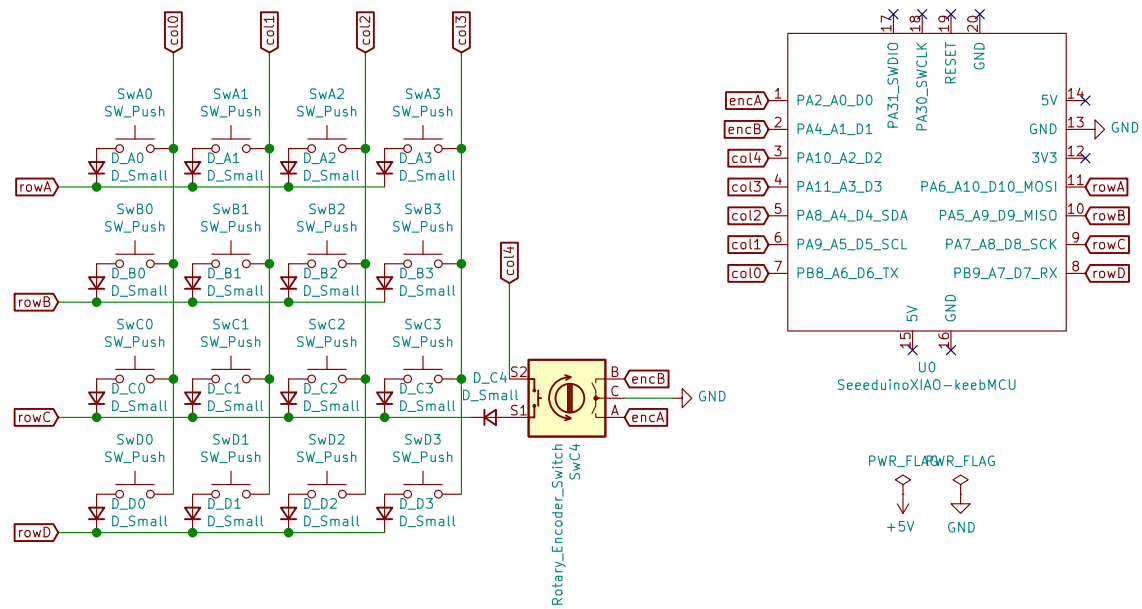 col0
col1
col2
col3
SwA0
SW_Push
SwA1
SW_Push
SwA2
SW_Push
SwA3
SW_Push
D_A0
D_Small
D_A1
D_Small
D_A2
D_Small
D_A3
D_Small
rowA
SwB0
SW_Push
SwB1
SW_Push
SwB2
SW_Push
SwB3
SW_Push
D_B0
D_Small
D_B1
D_Small
D_B2
D_Small
D_B3
D_Small
rowB
SwC0
SW_Push
SwC1
SW_Push
SwC2
SW_Push
SwC3
SW_Push
D_C0
D_Small
D_C1
D_Small
D_C2
D_Small
D_C3
D_Small
rowC
SwD0
SW_Push
SwD1
SW_Push
SwD2
SW_Push
SwD3
SW_Push
D_D0
D_Small
D_D1
D_Small
D_D2
D_Small
D_D3
D_Small
rowD
col4
D_C4
D_Small
S2
S1
B
C
A
encB
GND
encA
Rotary_Encoder_Switch
SwC4
17
18
19
20
PA31_SWDIO
PA30_SWCLK
RESET
GND
encA 1 PA2_A0_D0
encB 2 PA4_A1_D1
col4 3 PA10_A2_D2
col3 4 PA11_A3_D3
col2 5 PA8_A4_D4_SDA
col1 6 PA9_A5_D5_SCL
col0 7 PB8_A6_D6_TX
5V 14
GND 13 GND
3V3 12
PA6_A10_D10_MOSI 11 rowA
PA5_A9_D9_MISO 10 rowB
PA7_A8_D8_SCK 9 rowC
PB9_A7_D7_RX 8 rowD
5V
GND
15
16
U0
SeeeduinoXIAO-keebMCU
PWR_FLAG
PWR_FLAG
+5V
GND